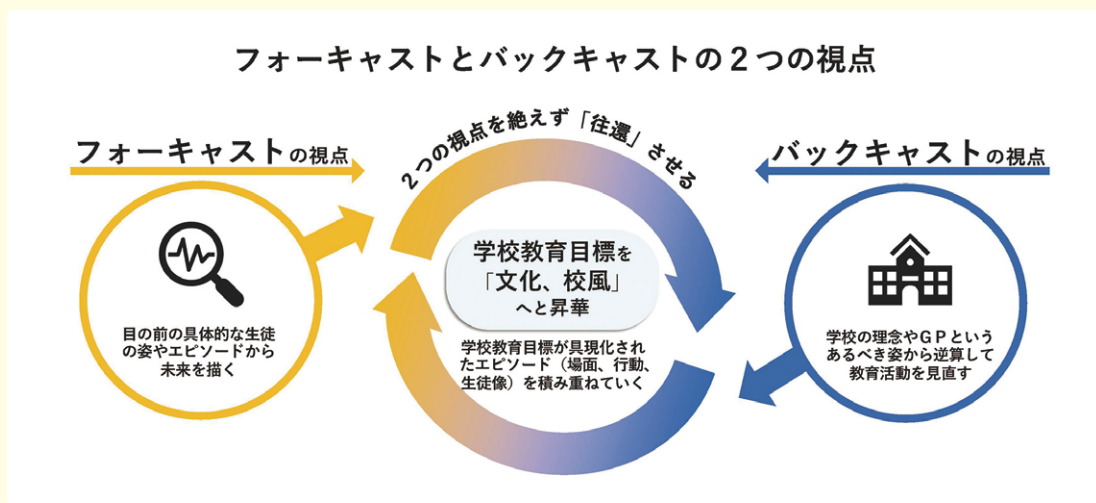 フォーキャストとバックキャストの2つの視点
2つの視点を絶えず「往還」させる
フォーキャストの視点
バックキャストの視点
目の前の具体的な生徒
の姿やエピソードから
未来を描く
学校教育目標を
「文化、校風」
へと昇華
学校教育目標が具現化され
たエピソード（場面、行動、
生徒像）を積み重ねていく
学校の理念やGPという
あるべき姿から逆算して
教育活動を見直す